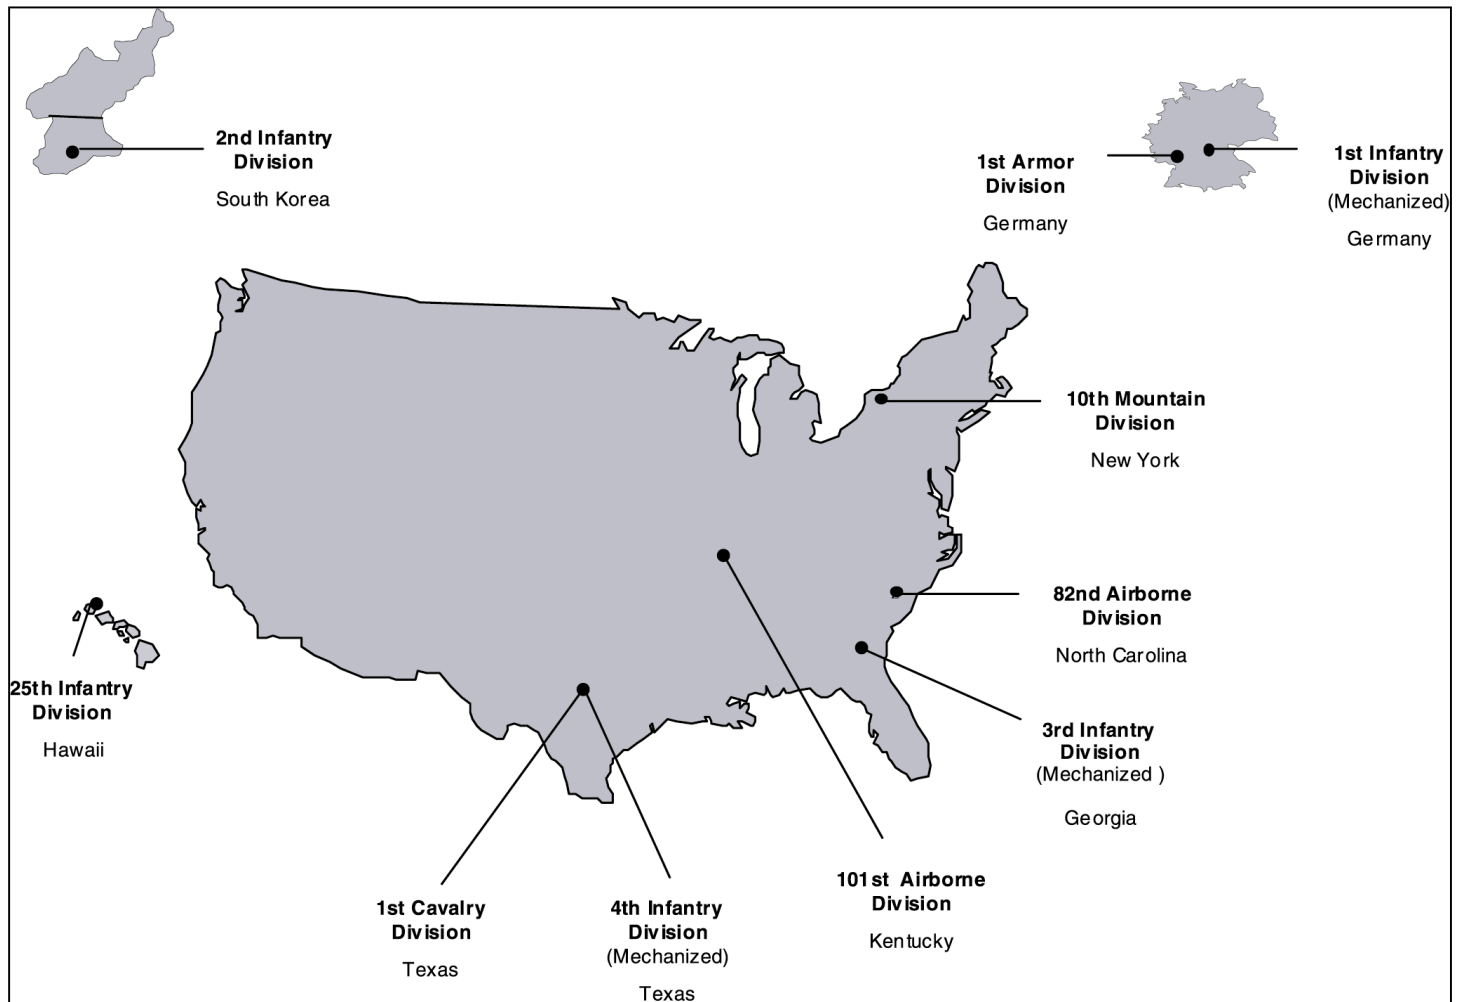 2nd Infantry
Division
South Korea
1st Armor
Division
Germany
1st Infantry
Division
(Mechanized)
Germany
10th Mountain
Division
New York
82nd Airborne
Division
North Carolina
25th Infantry
Division
Hawaii
3rd Infantry
Division
(Mechanized )
Georgia
101st Airborne
Division
Kentucky
1st Cavalry
Division
Texas
4th Infantry
Division
(Mechanized)
Texas